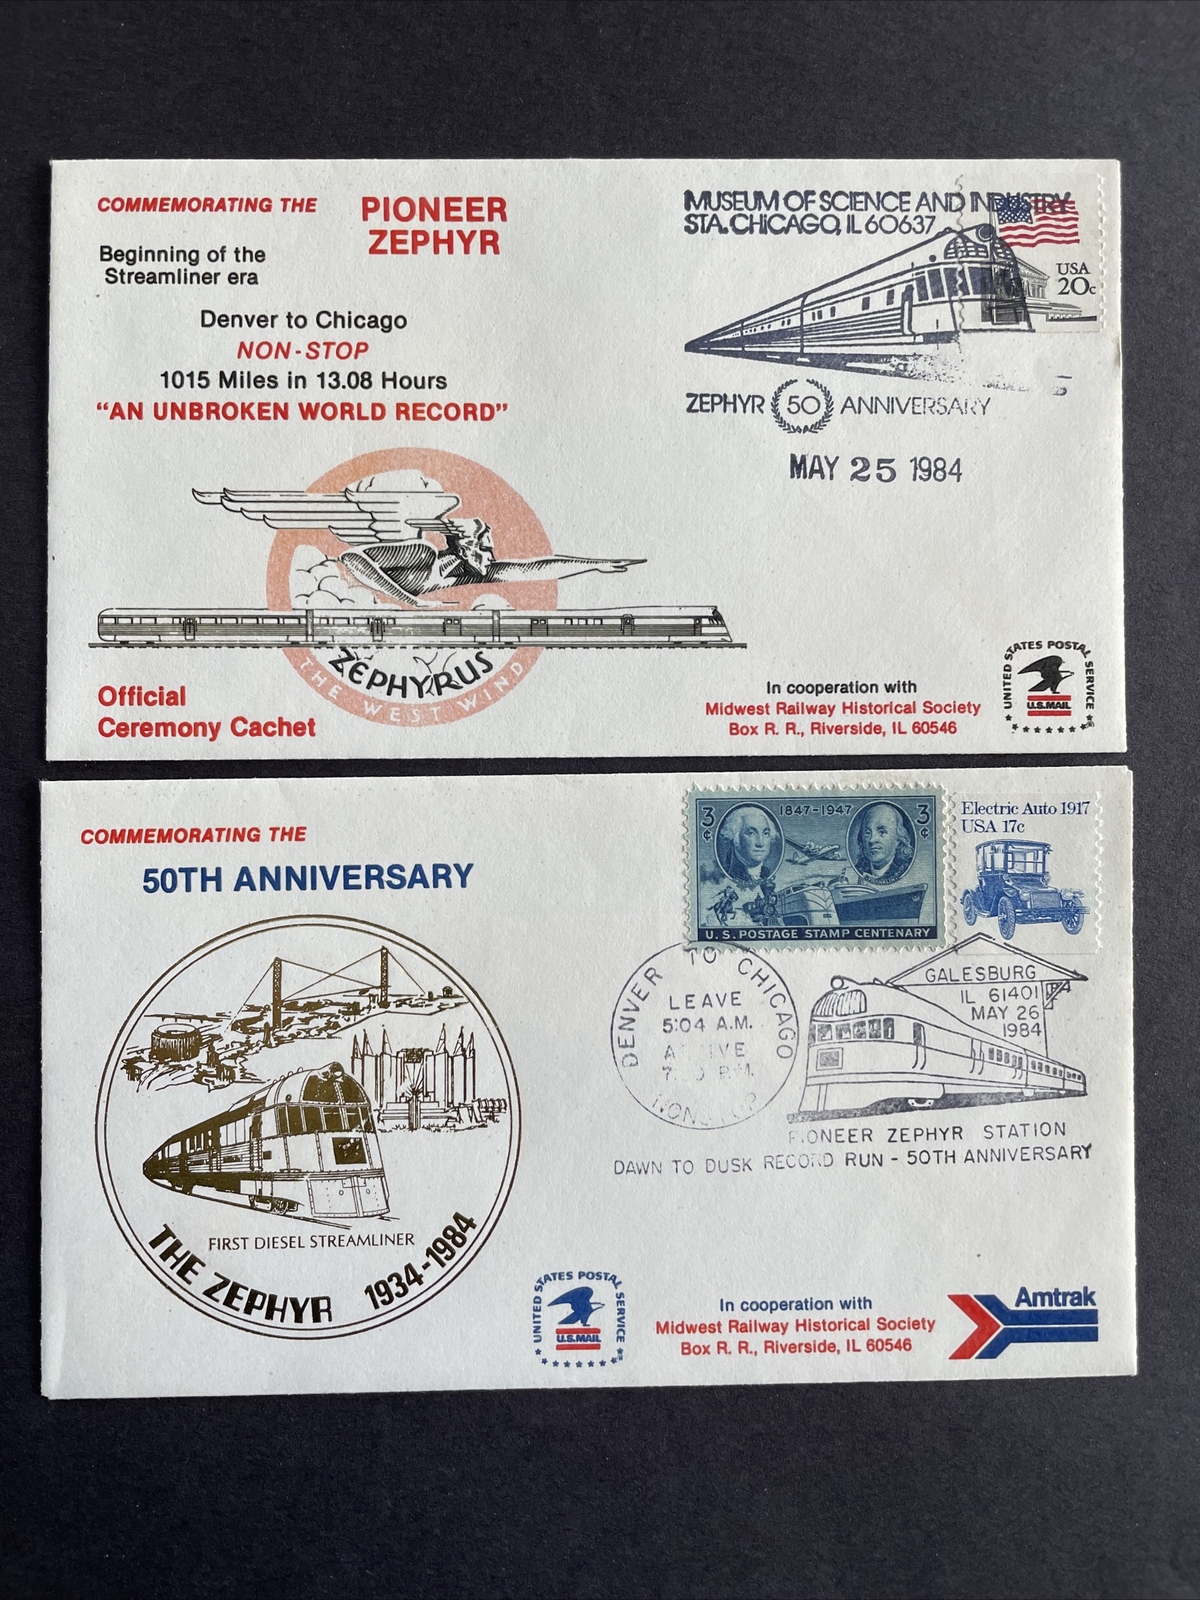 COMMEMORATING THE
PIONEER
ZEPHYR
Beginning of the
Streamliner era
Denver to Chicago
NON-STOP
1015 Miles in 13.08 Hours
"AN UNBROKEN WORLD RECORD"
ZEPHYRUS
THE WEST WIND
Official
Ceremony Cachet
MUSEUM OF SCIENCE AND INDUSTRY
STA. CHICAGO, IL 60637
USA
20c
ZEPHYR 50 ANNIVERSARY
MAY 25 1984
In cooperation with
Midwest Railway Historical Society
Box R. R., Riverside, IL 60546
UNITED STATES POSTAL SERVICE
U.S.MAIL
COMMEMORATING THE
50TH ANNIVERSARY
FIRST DIESEL STREAMLINER
THE ZEPHYR 1934-1984
3¢ 1847-1947 3¢
U.S. POSTAGE STAMP CENTENARY
Electric Auto 1917
USA 17c
DENVER TO CHICAGO
LEAVE
5:04 A.M.
GALESBURG
IL 61401
MAY 26
1984
PIONEER ZEPHYR STATION
DAWN TO DUSK RECORD RUN - 50TH ANNIVERSARY
UNITED STATES POSTAL SERVICE
U.S.MAIL
In cooperation with
Midwest Railway Historical Society
Box R. R., Riverside, IL 60546
Amtrak